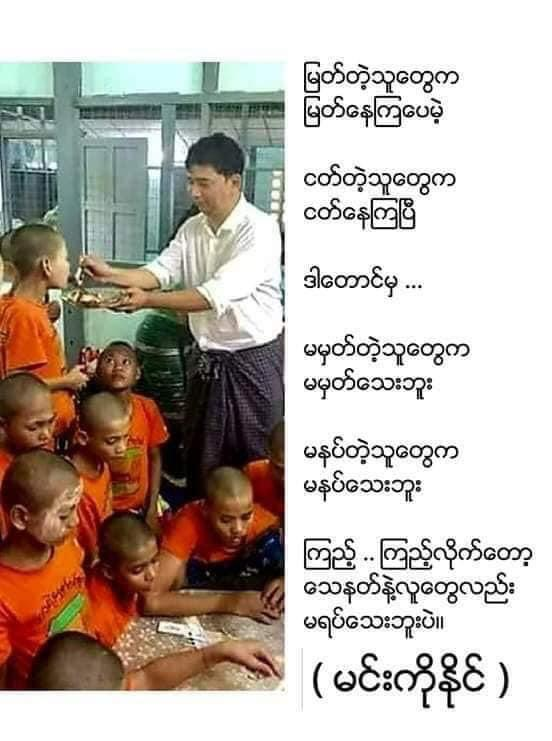 မြတ်တဲ့သူတွေက
မြတ်နေကြပေမဲ့
ငတ်တဲ့သူတွေက
ငတ်နေကြပြီ
ဒါတောင်မှ ...
မမှတ်တဲ့သူတွေက
မမှတ်သေးဘူး
မနပ်တဲ့သူတွေက
မနပ်သေးဘူး
ကြည့် .. ကြည့်လိုက်တော့
သေနတ်နဲ့လူတွေလည်း
မရပ်သေးဘူးပဲ။
( မင်းကိုနိုင် )